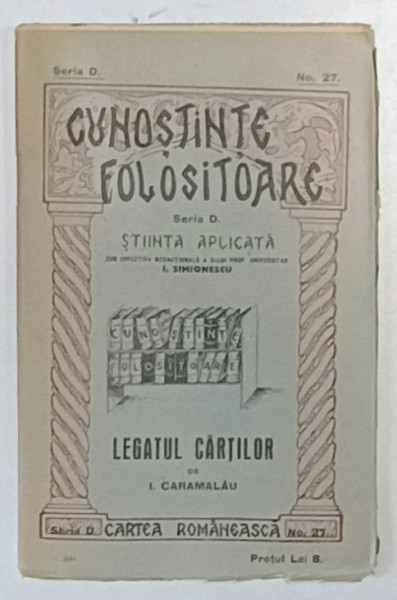 Seria D.
No. 27.
CUNOȘTINȚE
FOLOSITOARE
Seria D.
ȘTIINȚA APLICATĂ
SUB DIRECȚIA REDACȚIONALĂ A D-LUI PROF. UNIVERSITAR
I. SIMIONESCU
CUNOȘTINȚE
FOLOSITOARE
LEGATUL CĂRȚILOR
DE
I. CARAMALĂU
Seria D. CARTEA ROMÂNEASCĂ No. 27.
Prețul Lei 8.